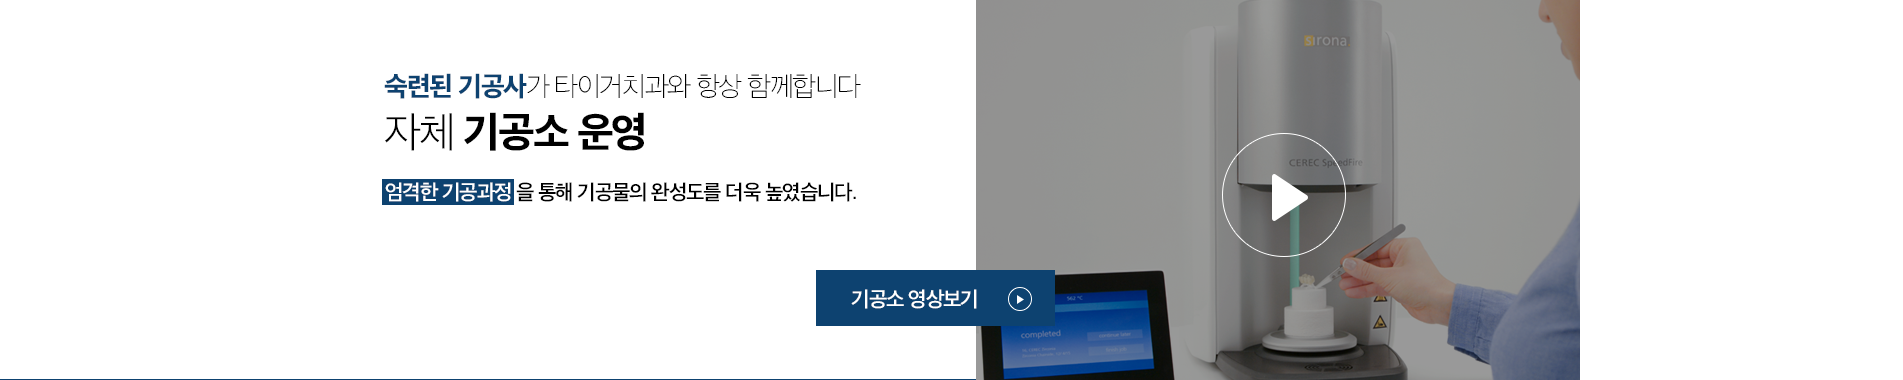 숙련된 기공사가 타이거치과와 항상 함께합니다
자체 기공소 운영
엄격한 기공과정을 통해 기공물의 완성도를 더욱 높였습니다.
기공소 영상보기
sirona
CEREC SpeedFire
562 °C
completed